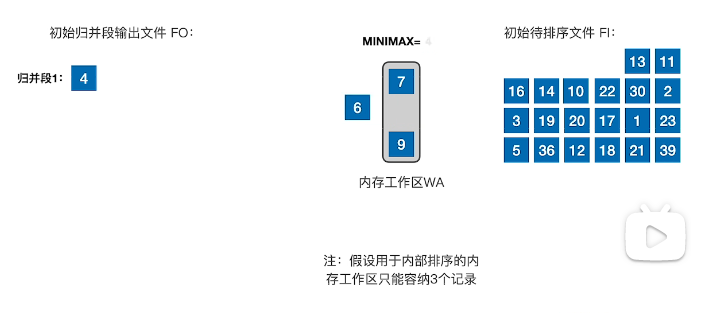 初始归并段输出文件 FO：
MINIMAX= 4
初始待排序文件 FI：
归并段1： 4
6
7
9
13 11
16 14 10 22 30 2
3 19 20 17 1 23
5 36 12 18 21 39
内存工作区WA
注：假设用于内部排序的内
存工作区只能容纳3个记录